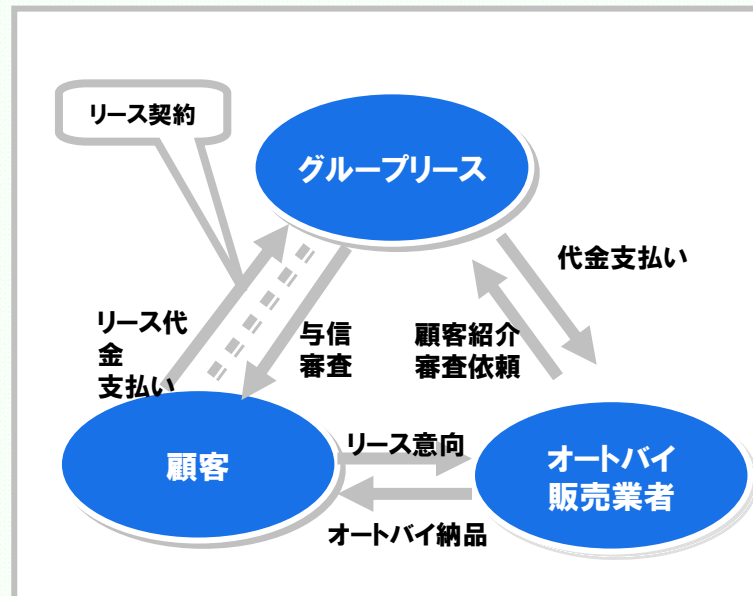 リース契約
グループリース
代金支払い
リース代
金
支払い
与信
審査
顧客紹介
審査依頼
顧客
リース意向
オートバイ
販売業者
オートバイ納品